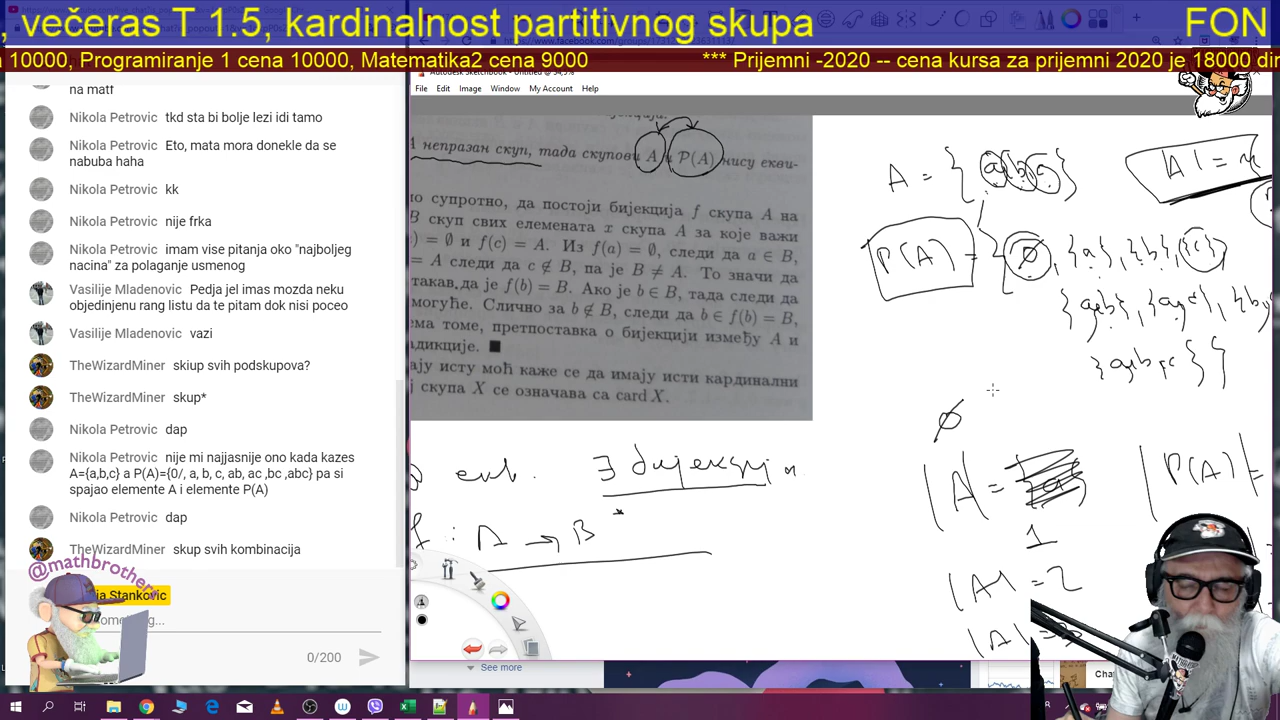 , večeras T 1 5, kardinalnost partitivnog skupa
FON
10000, Programiranje 1 cena 10000, Matematika2 cena 9000
*** Prijemni -2020 -- cena kursa za prijemni 2020 je 18000 din
File Edit Image Window My Account Help
na matf
Nikola Petrovic tkd sta bi bolje lezi idi tamo
Nikola Petrovic Eto, mata mora donekle da se
nabuba haha
Nikola Petrovic kk
Nikola Petrovic nije frka
Nikola Petrovic imam vise pitanja oko "najboljeg
nacina" za polaganje usmenog
Vasilije Mladenovic Pedja jel imas mozda neku
objedinjenu rang listu da te pitam dok nisi poceo
Vasilije Mladenovic vazi
TheWizardMiner skiup svih podskupova?
TheWizardMiner skup*
Nikola Petrovic dap
Nikola Petrovic nije mi najjasnije ono kada kazes
A={a,b,c} a P(A)={0/, a, b, c, ab, ac ,bc ,abc} pa si
spajao elemente A i elemente P(A)
Nikola Petrovic dap
TheWizardMiner skup svih kombinacija
@mathbrothers
Stankovic
0/200
А непразан скуп, тада скупови А и P(A) нису екви-
но супротно, да постоји бијекција f скупа A на
B скуп свих елемената x скупа A за које важи
) = ∅ и f(c) = A. Из f(a) = ∅, следи да a ∈ B,
= A следи да c ∉ B, па је B ≠ A. То значи да
такав да је f(b) = B. Ако је b ∈ B, тада следи да
могуће. Слично за b ∉ B, следи да b ∈ f(b) = B,
ема томе, претпоставка о бијекцији између A и
адикције. ■
ају исту моћ каже се да имају исти кардинални
ј скупа X се означава са card X.
A = {a,b,c}
|A| = n
P(A) = {∅, {a}, {b}, {c}
{a,b}, {a,c}, {b,
{a,b,c}}
∅
|A| =
1
|P(A)| =
|A| = 2
|A| = 3
екв. ∃ бијекција
f : A → B
See more
Chat